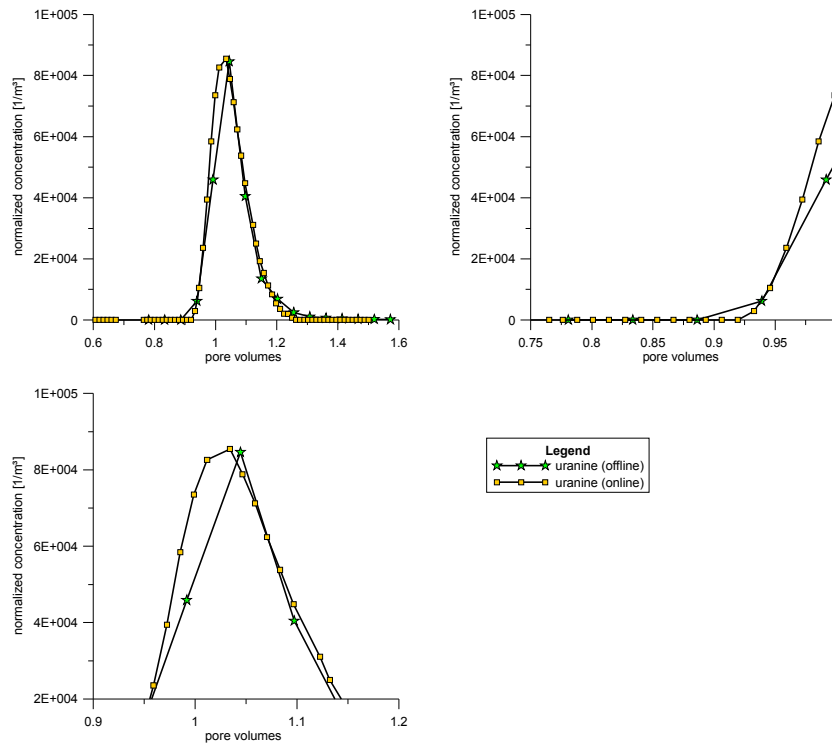 1E+005
8E+004
6E+004
4E+004
2E+004
0
normalized concentration [1/m³]
0.6 0.8 1 1.2 1.4 1.6
pore volumes
1E+005
8E+004
6E+004
4E+004
2E+004
0
normalized concentration [1/m³]
0.75 0.8 0.85 0.9 0.95
pore volumes
1E+005
8E+004
6E+004
4E+004
2E+004
normalized concentration [1/m³]
0.9 1 1.1 1.2
pore volumes
Legend
uranine (offline)
uranine (online)